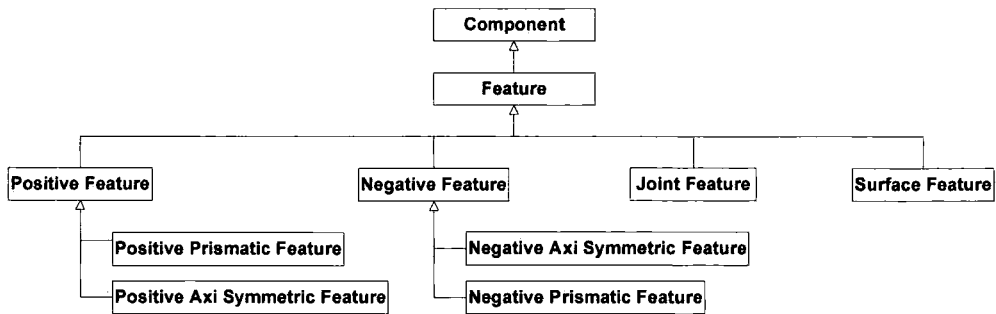 Component
Feature
Positive Feature
Negative Feature
Joint Feature
Surface Feature
Positive Prismatic Feature
Negative Axi Symmetric Feature
Positive Axi Symmetric Feature
Negative Prismatic Feature